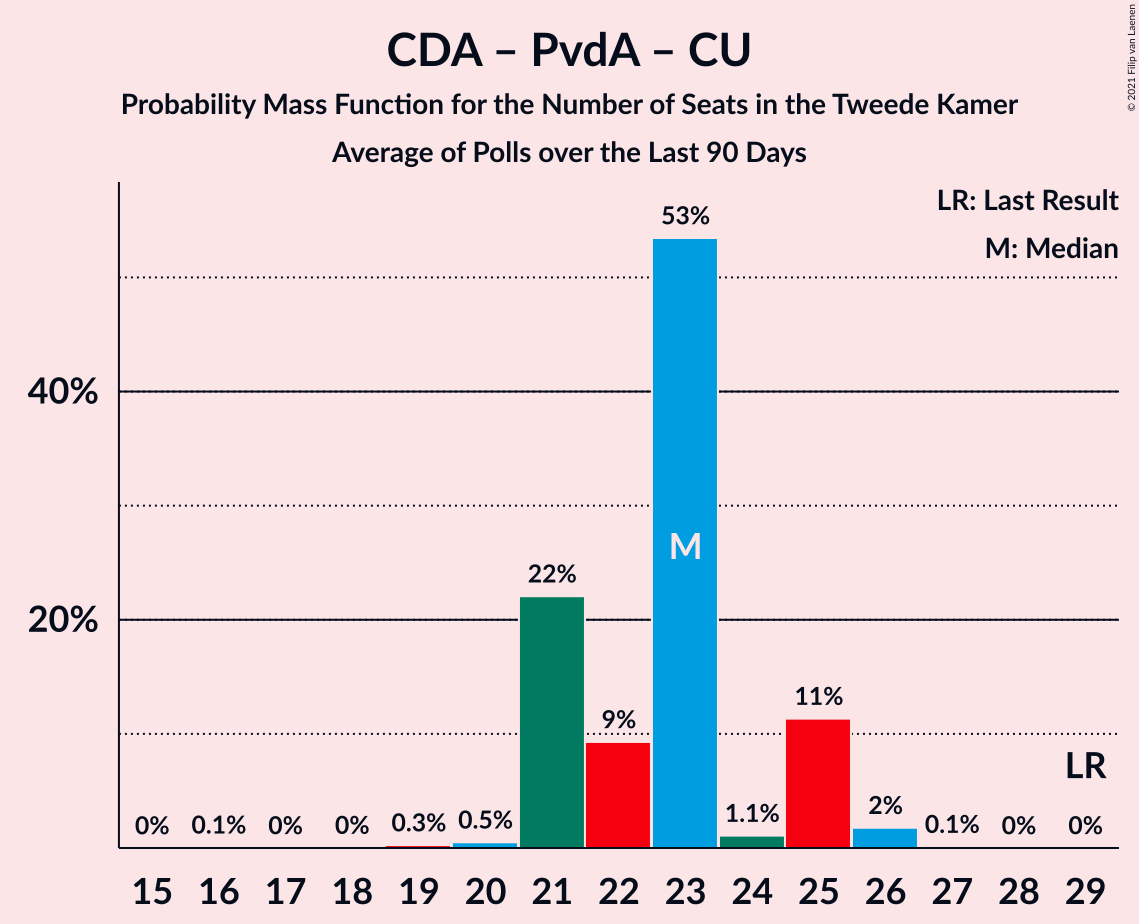 CDA – PvdA – CU
Probability Mass Function for the Number of Seats in the Tweede Kamer
Average of Polls over the Last 90 Days
© 2021 Filip van Laenen
LR: Last Result
M: Median
53%
40%
M
22%
20%
11%
9%
LR
2%
1.1%
0.5%
0.3%
0% 0.1% 0% 0% 0.1% 0% 0%
15 16 17 18 19 20 21 22 23 24 25 26 27 28 29